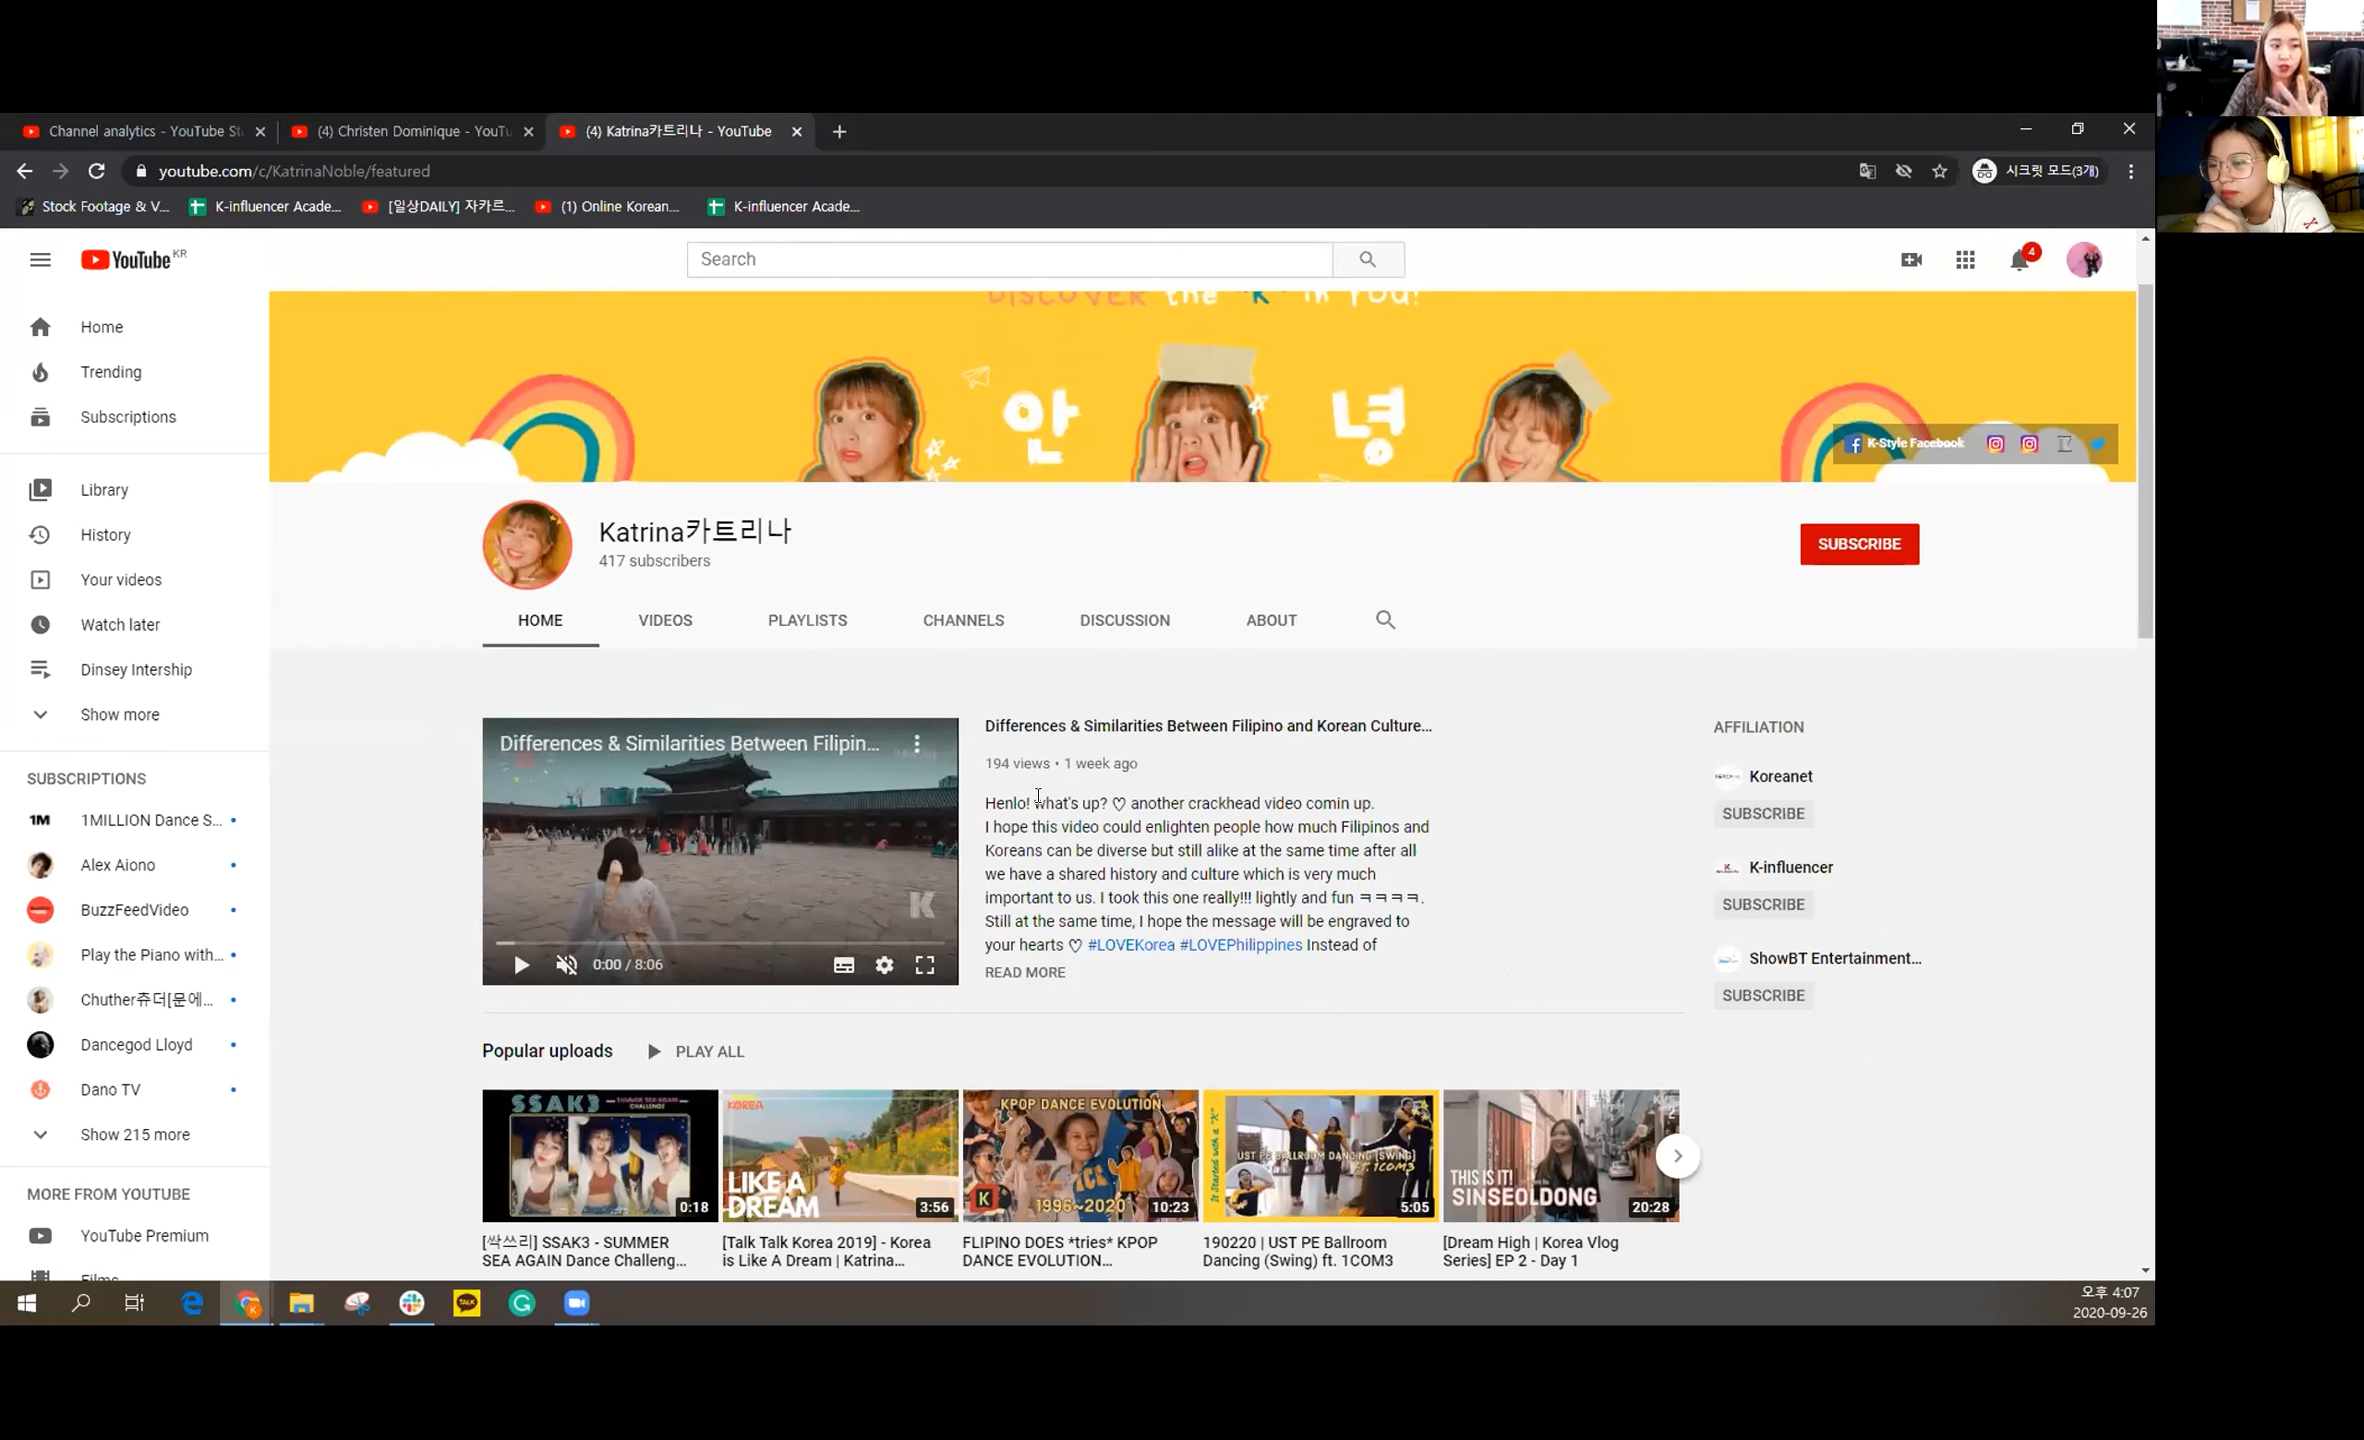 Channel analytics - YouTube St
(4) Christen Dominique - YouTu
(4) Katrina카트리나 - YouTube
youtube.com/c/KatrinaNoble/featured
시크릿 모드(3개)
Stock Footage & V...
K-influencer Acade...
[일상DAILY] 자카르...
(1) Online Korean...
K-influencer Acade...
YouTube KR
Search
4
Home
Trending
Subscriptions
Library
History
Your videos
Watch later
Dinsey Intership
Show more
SUBSCRIPTIONS
1MILLION Dance S...
Alex Aiono
BuzzFeedVideo
Play the Piano with...
Chuther츄더[문에...
Dancegod Lloyd
Dano TV
Show 215 more
MORE FROM YOUTUBE
YouTube Premium
Films
DISCOVER the "K" in You!
안녕
K-Style Facebook
Katrina카트리나
417 subscribers
SUBSCRIBE
HOME
VIDEOS
PLAYLISTS
CHANNELS
DISCUSSION
ABOUT
Differences & Similarities Between Filipin...
K
0:00 / 8:06
Differences & Similarities Between Filipino and Korean Culture...
194 views • 1 week ago
Henlo! what's up? ♡ another crackhead video comin up.
I hope this video could enlighten people how much Filipinos and
Koreans can be diverse but still alike at the same time after all
we have a shared history and culture which is very much
important to us. I took this one really!!! lightly and fun ㅋㅋㅋㅋ.
Still at the same time, I hope the message will be engraved to
your hearts ♡ #LOVEKorea #LOVEPhilippines Instead of
READ MORE
AFFILIATION
Koreanet
SUBSCRIBE
K-influencer
SUBSCRIBE
ShowBT Entertainment...
SUBSCRIBE
Popular uploads
PLAY ALL
SSAK3
SUMMER SEA AGAIN
CHALLENGE
0:18
[싹쓰리] SSAK3 - SUMMER
SEA AGAIN Dance Challeng...
KOREA
LIKE A
DREAM
3:56
[Talk Talk Korea 2019] - Korea
is Like A Dream | Katrina...
KPOP DANCE EVOLUTION
K
1996~2020
10:23
FLIPINO DOES *tries* KPOP
DANCE EVOLUTION...
It Started with a "K"
UST PE BALLROOM DANCING (SWING)
FT. 1COM3
5:05
190220 | UST PE Ballroom
Dancing (Swing) ft. 1COM3
2
THIS IS IT!
SINSEOLDONG
20:28
[Dream High | Korea Vlog
Series] EP 2 - Day 1
TALK
오후 4:07
2020-09-26